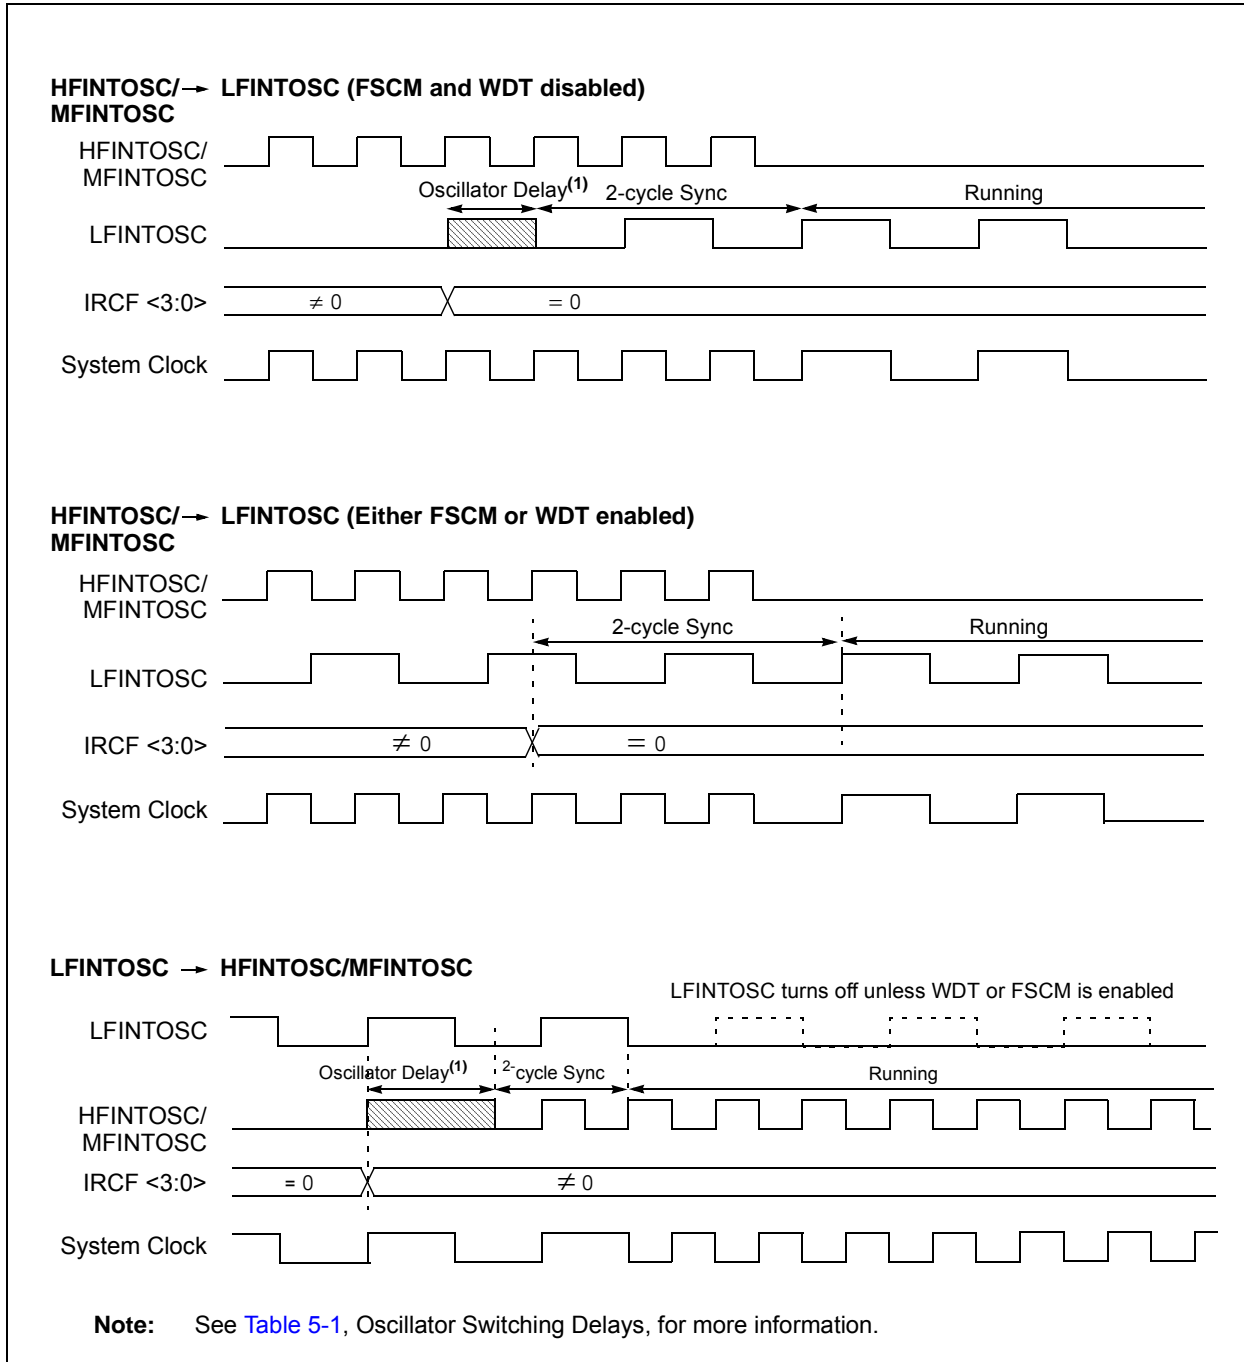 HFINTOSC/→ LFINTOSC (FSCM and WDT disabled)
MFINTOSC
HFINTOSC/
MFINTOSC
Oscillator Delay(1) 2-cycle Sync Running
LFINTOSC
IRCF <3:0> ≠ 0 = 0
System Clock
HFINTOSC/→ LFINTOSC (Either FSCM or WDT enabled)
MFINTOSC
HFINTOSC/
MFINTOSC
2-cycle Sync Running
LFINTOSC
IRCF <3:0> ≠ 0 = 0
System Clock
LFINTOSC → HFINTOSC/MFINTOSC
LFINTOSC turns off unless WDT or FSCM is enabled
LFINTOSC
Oscillator Delay(1) 2-cycle Sync Running
HFINTOSC/
MFINTOSC
IRCF <3:0> = 0 ≠ 0
System Clock
Note: See Table 5-1, Oscillator Switching Delays, for more information.